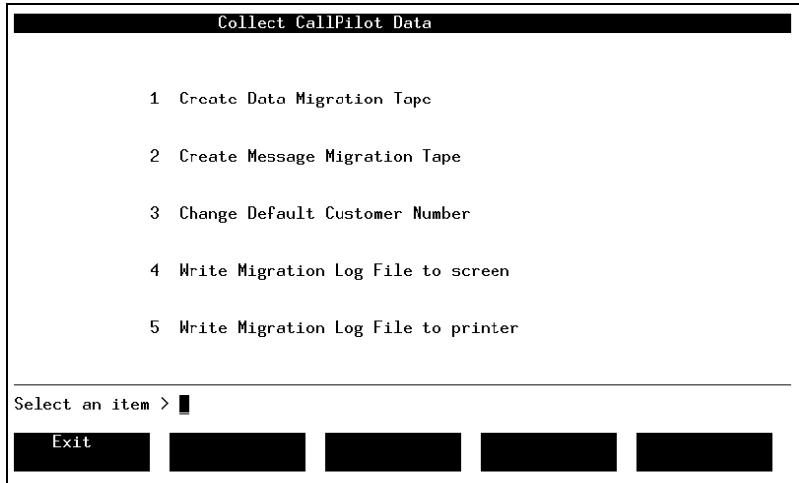 Collect CallPilot Data
1 Create Data Migration Tape
2 Create Message Migration Tape
3 Change Default Customer Number
4 Write Migration Log File to screen
5 Write Migration Log File to printer
Select an item >
Exit